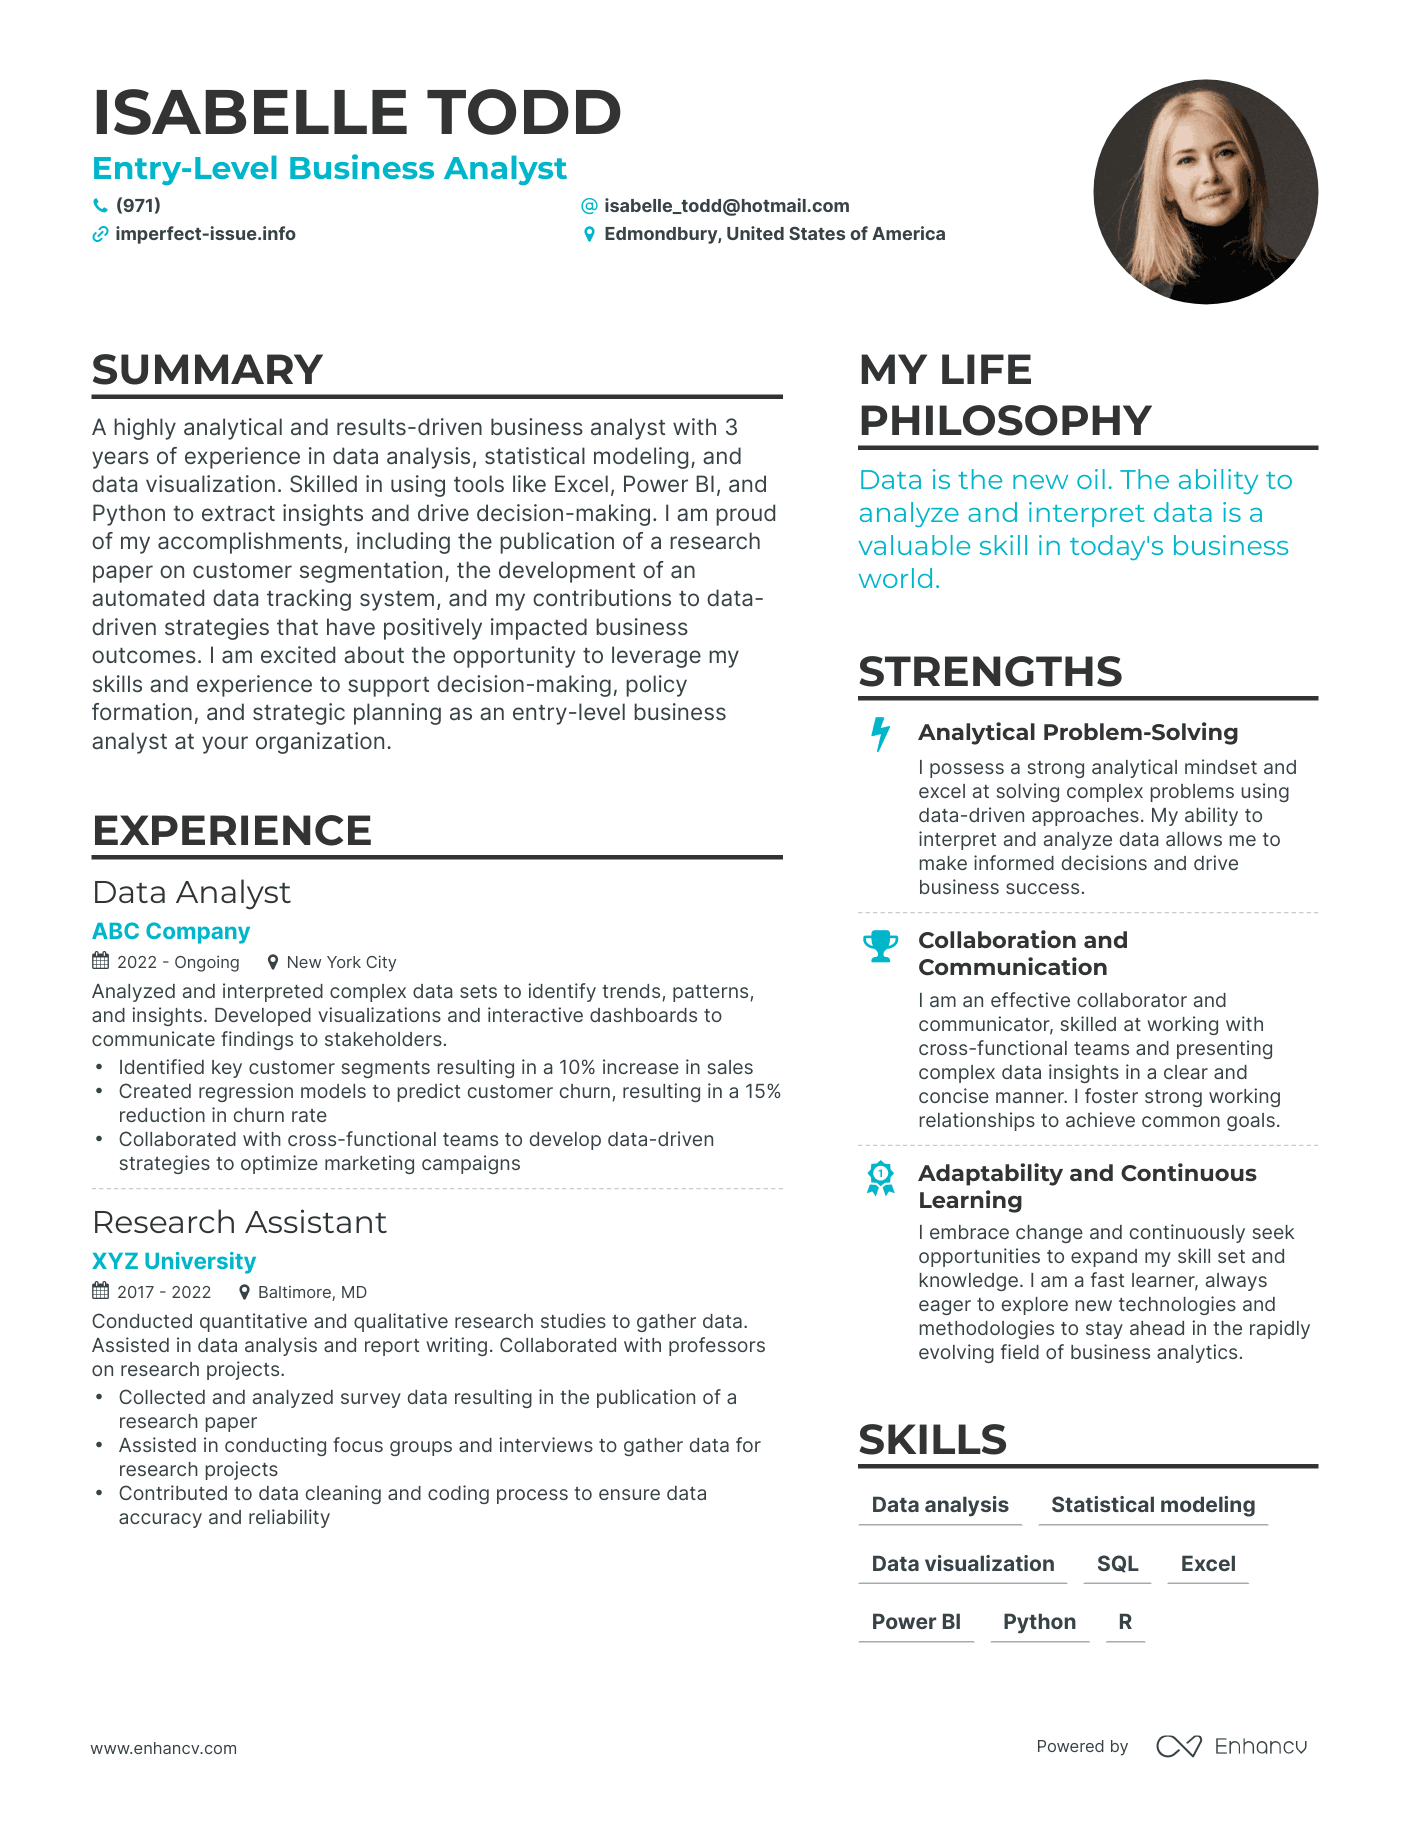 ISABELLE TODD
Entry-Level Business Analyst
(971)
@ isabelle_todd@hotmail.com
imperfect-issue.info
Edmondbury, United States of America
SUMMARY
A highly analytical and results-driven business analyst with 3
years of experience in data analysis, statistical modeling, and
data visualization. Skilled in using tools like Excel, Power BI, and
Python to extract insights and drive decision-making. I am proud
of my accomplishments, including the publication of a research
paper on customer segmentation, the development of an
automated data tracking system, and my contributions to data-
driven strategies that have positively impacted business
outcomes. I am excited about the opportunity to leverage my
skills and experience to support decision-making, policy
formation, and strategic planning as an entry-level business
analyst at your organization.
EXPERIENCE
Data Analyst
ABC Company
2022 - Ongoing
New York City
Analyzed and interpreted complex data sets to identify trends, patterns,
and insights. Developed visualizations and interactive dashboards to
communicate findings to stakeholders.
• Identified key customer segments resulting in a 10% increase in sales
• Created regression models to predict customer churn, resulting in a 15%
reduction in churn rate
• Collaborated with cross-functional teams to develop data-driven
strategies to optimize marketing campaigns
Research Assistant
XYZ University
2017 - 2022
Baltimore, MD
Conducted quantitative and qualitative research studies to gather data.
Assisted in data analysis and report writing. Collaborated with professors
on research projects.
• Collected and analyzed survey data resulting in the publication of a
research paper
• Assisted in conducting focus groups and interviews to gather data for
research projects
• Contributed to data cleaning and coding process to ensure data
accuracy and reliability
MY LIFE
PHILOSOPHY
Data is the new oil. The ability to
analyze and interpret data is a
valuable skill in today's business
world.
STRENGTHS
Analytical Problem-Solving
I possess a strong analytical mindset and
excel at solving complex problems using
data-driven approaches. My ability to
interpret and analyze data allows me to
make informed decisions and drive
business success.
Collaboration and
Communication
I am an effective collaborator and
communicator, skilled at working with
cross-functional teams and presenting
complex data insights in a clear and
concise manner. I foster strong working
relationships to achieve common goals.
1
Adaptability and Continuous
Learning
I embrace change and continuously seek
opportunities to expand my skill set and
knowledge. I am a fast learner, always
eager to explore new technologies and
methodologies to stay ahead in the rapidly
evolving field of business analytics.
SKILLS
Data analysis
Statistical modeling
Data visualization
SQL
Excel
Power BI
Python
R
www.enhancv.com
Powered by
Enhancv